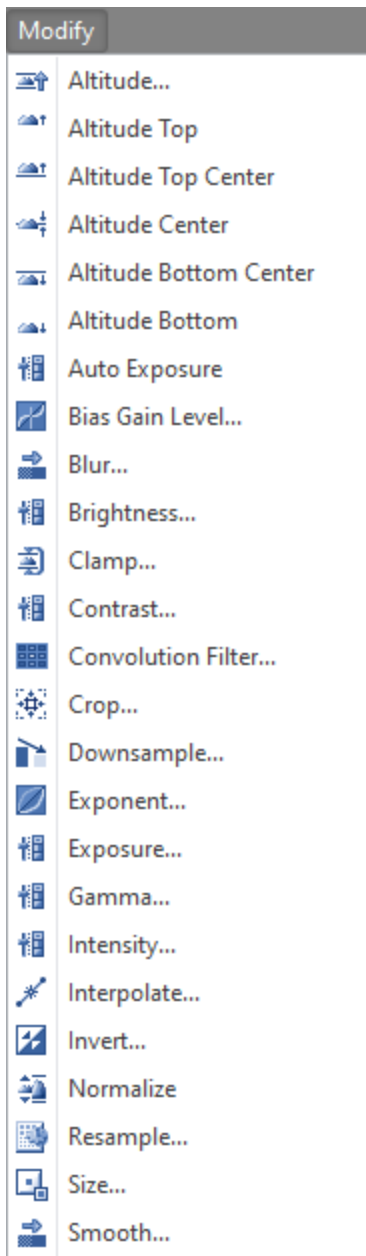 Modify
Altitude...
Altitude Top
Altitude Top Center
Altitude Center
Altitude Bottom Center
Altitude Bottom
Auto Exposure
Bias Gain Level...
Blur...
Brightness...
Clamp...
Contrast...
Convolution Filter...
Crop...
Downsample...
Exponent...
Exposure...
Gamma...
Intensity...
Interpolate...
Invert...
Normalize
Resample...
Size...
Smooth...